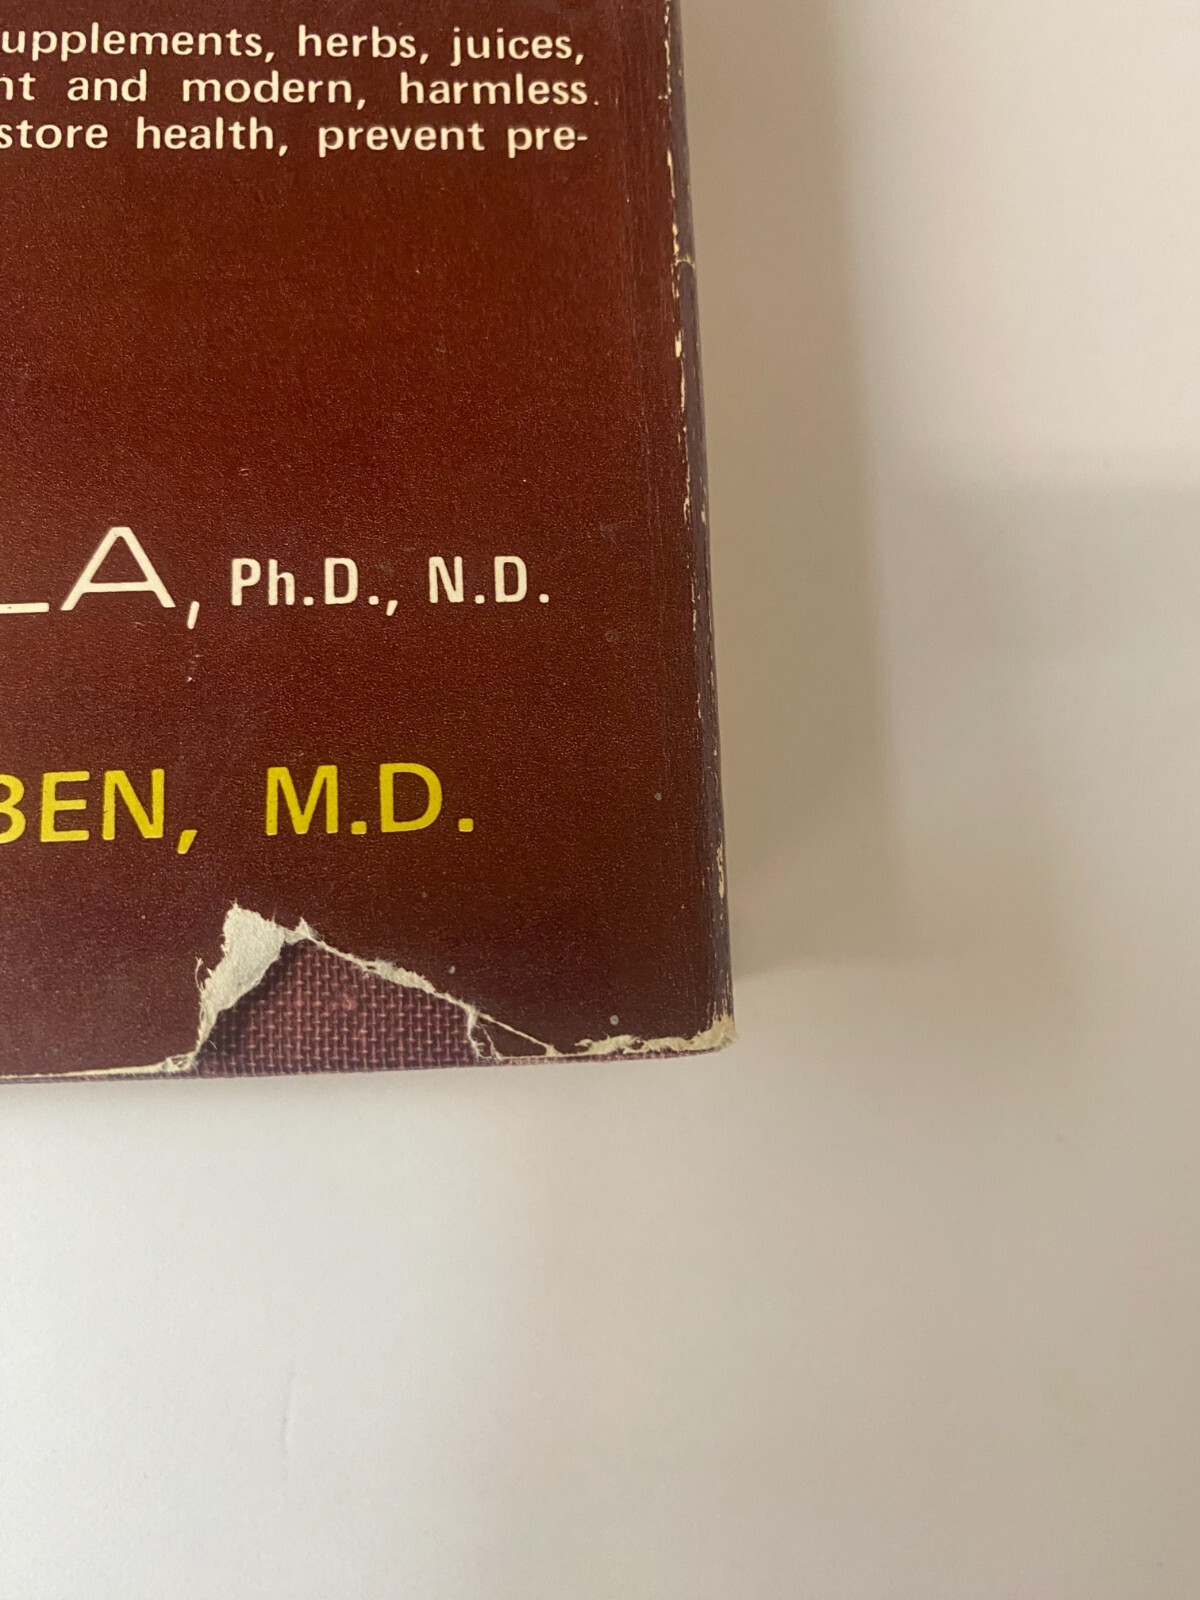 upplements, herbs, juices,
nt and modern, harmless
store health, prevent pre-
LA, Ph.D., N.D.
BEN, M.D.